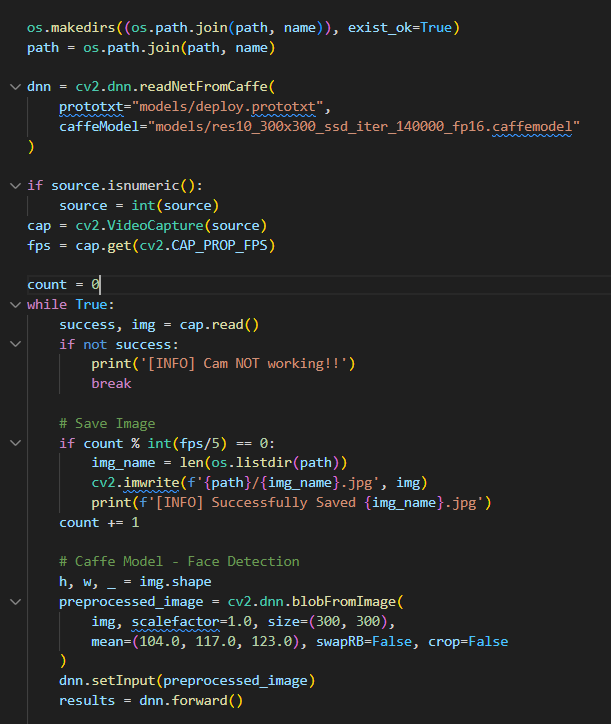 os.makedirs((os.path.join(path, name)), exist_ok=True)
path = os.path.join(path, name)
dnn = cv2.dnn.readNetFromCaffe(
prototxt="models/deploy.prototxt",
caffeModel="models/res10_300x300_ssd_iter_140000_fp16.caffemodel"
)
if source.isnumeric():
source = int(source)
cap = cv2.VideoCapture(source)
fps = cap.get(cv2.CAP_PROP_FPS)
count = 0
while True:
success, img = cap.read()
if not success:
print('[INFO] Cam NOT working!!')
break
# Save Image
if count % int(fps/5) == 0:
img_name = len(os.listdir(path))
cv2.imwrite(f'{path}/{img_name}.jpg', img)
print(f'[INFO] Successfully Saved {img_name}.jpg')
count += 1
# Caffe Model - Face Detection
h, w, _ = img.shape
preprocessed_image = cv2.dnn.blobFromImage(
img, scalefactor=1.0, size=(300, 300),
mean=(104.0, 117.0, 123.0), swapRB=False, crop=False
)
dnn.setInput(preprocessed_image)
results = dnn.forward()